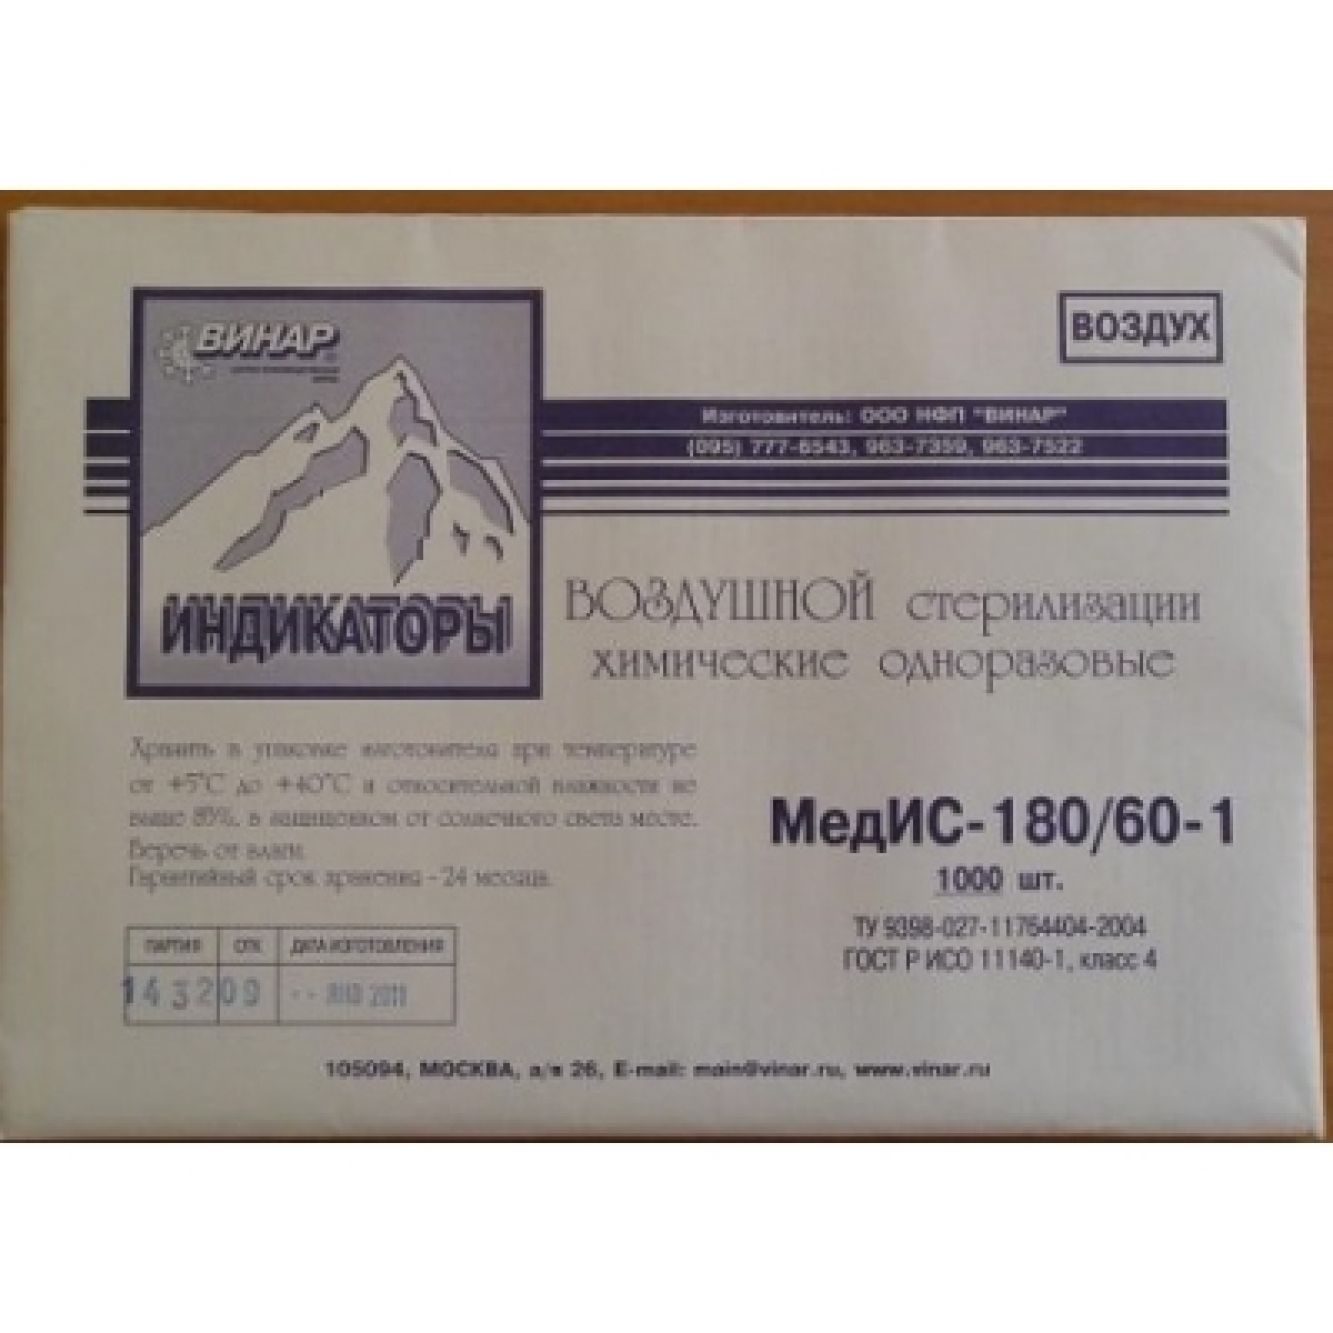 ВИНАР
ВОЗДУХ
Изготовитель: ООО НФП "ВИНАР"
(095) 777-6543, 963-7359, 963-7522
ИНДИКАТОРЫ
ВОЗДУШНОЙ стерилизации
химические одноразовые
Хранить в упаковке изготовителя при температуре
от +5°С до +40°С и относительной влажности не
выше 85%, в защищенном от солнечного света месте.
Беречь от влаги.
Гарантийный срок хранения - 24 месяца.
МедИС-180/60-1
1000 шт.
ТУ 9398-027-11764404-2004
ГОСТ Р ИСО 11140-1, класс 4
ПАРТИЯ ОТК ДАТА ИЗГОТОВЛЕНИЯ
143209 -- ЯНВ 2011
105094, МОСКВА, а/я 26, E-mail: main@vinar.ru, www.vinar.ru